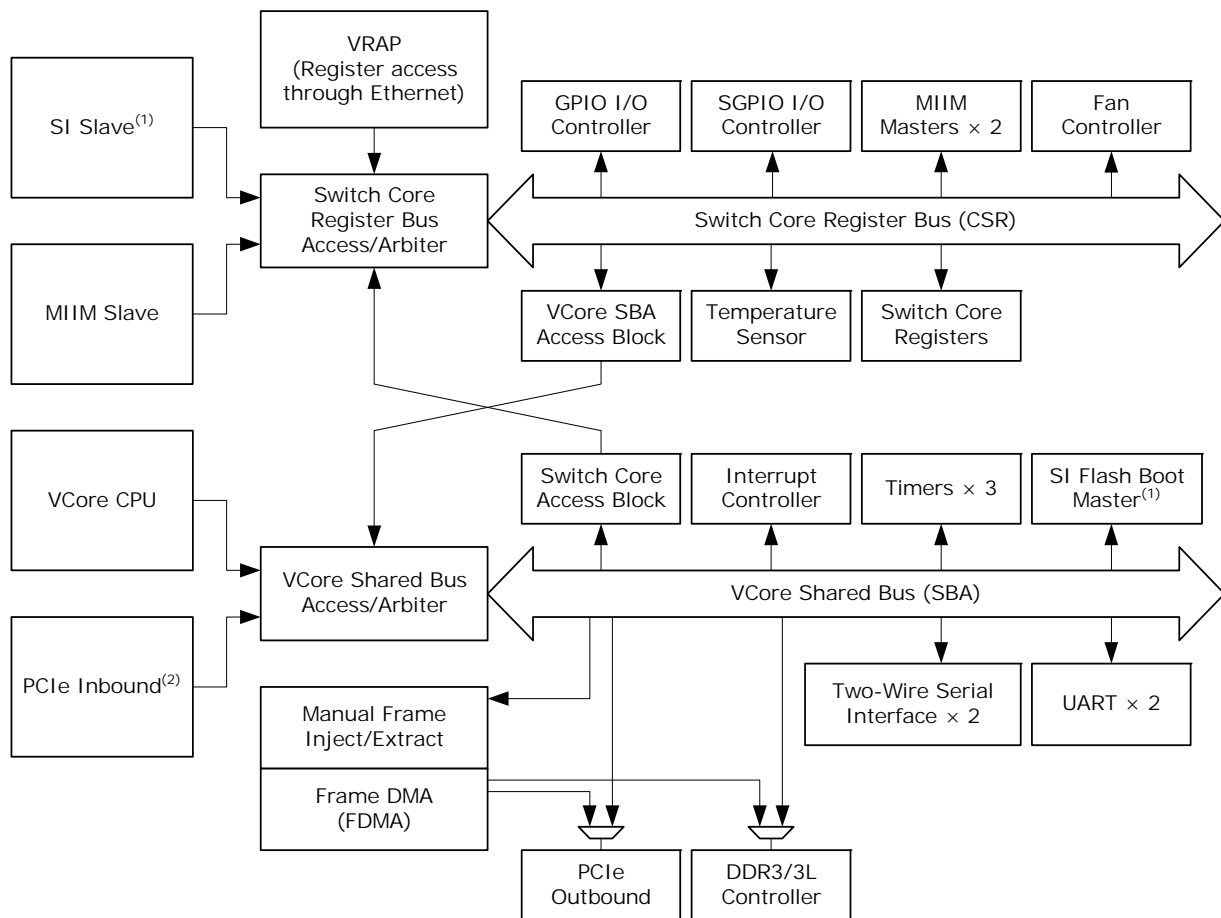 VRAP
(Register access
through Ethernet)
SI Slave(1)
GPIO I/O
Controller
SGPIO I/O
Controller
MIIM
Masters × 2
Fan
Controller
Switch Core
Register Bus
Access/Arbiter
Switch Core Register Bus (CSR)
MIIM Slave
VCore SBA
Access Block
Temperature
Sensor
Switch Core
Registers
VCore CPU
Switch Core
Access Block
Interrupt
Controller
Timers × 3
SI Flash Boot
Master(1)
VCore Shared Bus
Access/Arbiter
VCore Shared Bus (SBA)
PCIe Inbound(2)
Manual Frame
Inject/Extract
Two-Wire Serial
Interface × 2
UART × 2
Frame DMA
(FDMA)
PCIe
Outbound
DDR3/3L
Controller